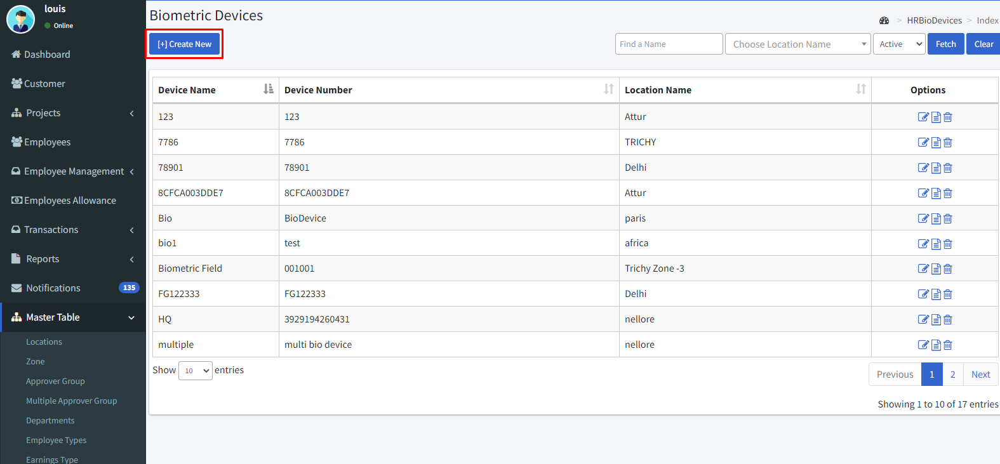 louis
Online
Dashboard
Customer
Projects
Employees
Employee Management
Employees Allowance
Transactions
Reports
Notifications 135
Master Table
Locations
Zone
Approver Group
Multiple Approver Group
Departments
Employee Types
Earnings Type
Biometric Devices
> HRBioDevices > Index
[+] Create New
Find a Name Choose Location Name Active Fetch Clear
Device Name Device Number Location Name Options
123 123 Attur
7786 7786 TRICHY
78901 78901 Delhi
8CFCA003DDE7 8CFCA003DDE7 Attur
Bio BioDevice paris
bio1 test africa
Biometric Field 001001 Trichy Zone -3
FG122333 FG122333 Delhi
HQ 3929194260431 nellore
multiple multi bio device nellore
Show 10 entries
Previous 1 2 Next
Showing 1 to 10 of 17 entries